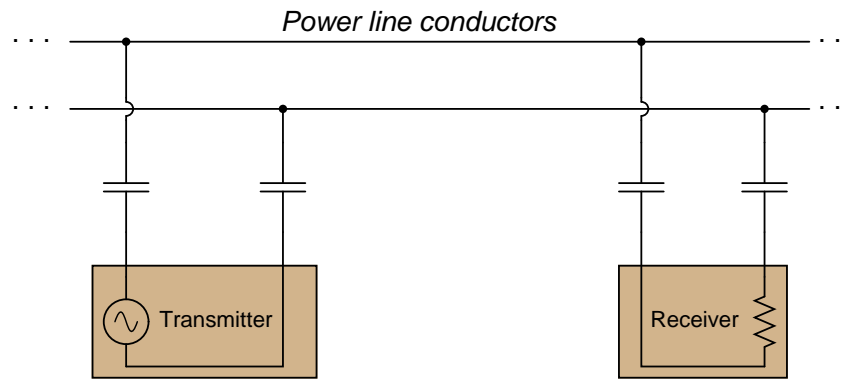 Power line conductors
. . .
. .
. . .
. .
Transmitter
Receiver